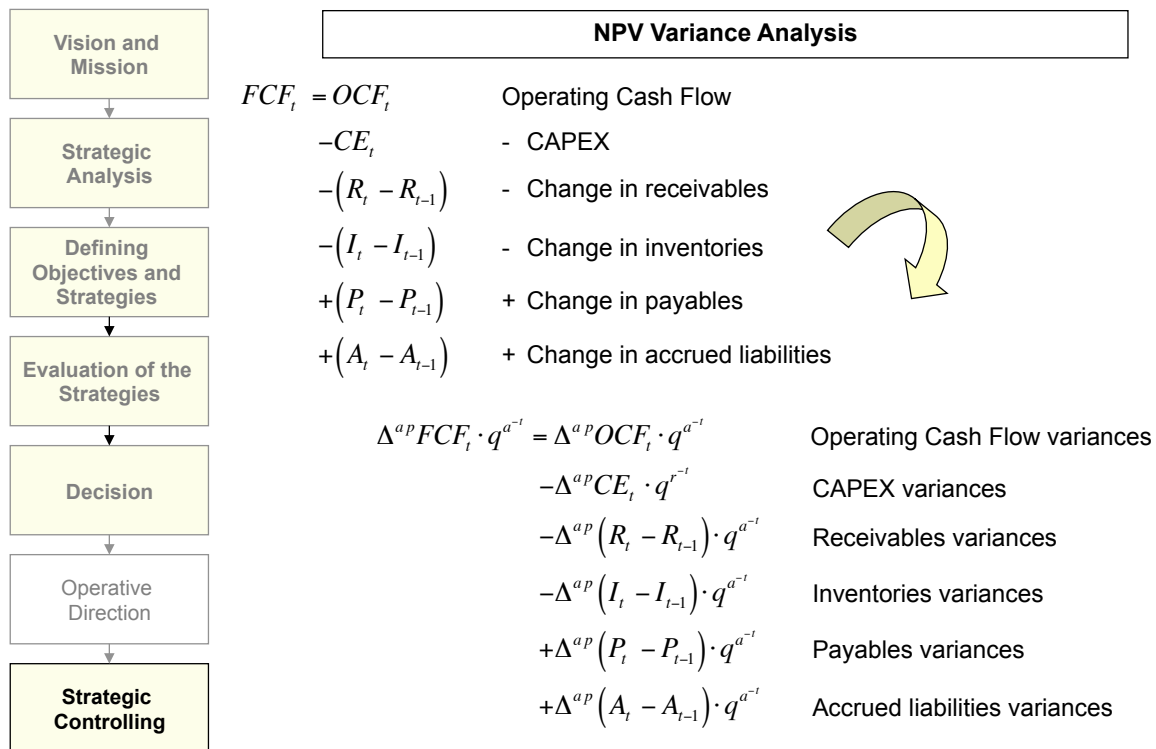 Vision and
Mission
Strategic
Analysis
Defining
Objectives and
Strategies
Evaluation of the
Strategies
Decision
Operative
Direction
Strategic
Controlling
NPV Variance Analysis
FCF_t = OCF_t Operating Cash Flow
−CE_t - CAPEX
−(R_t − R_{t−1}) - Change in receivables
−(I_t − I_{t−1}) - Change in inventories
+(P_t − P_{t−1}) + Change in payables
+(A_t − A_{t−1}) + Change in accrued liabilities
Δ^{ap}FCF_t · q^{a^{−t}} = Δ^{ap}OCF_t · q^{a^{−t}} Operating Cash Flow variances
−Δ^{ap}CE_t · q^{r^{−t}} CAPEX variances
−Δ^{ap}(R_t − R_{t−1}) · q^{a^{−t}} Receivables variances
−Δ^{ap}(I_t − I_{t−1}) · q^{a^{−t}} Inventories variances
+Δ^{ap}(P_t − P_{t−1}) · q^{a^{−t}} Payables variances
+Δ^{ap}(A_t − A_{t−1}) · q^{a^{−t}} Accrued liabilities variances